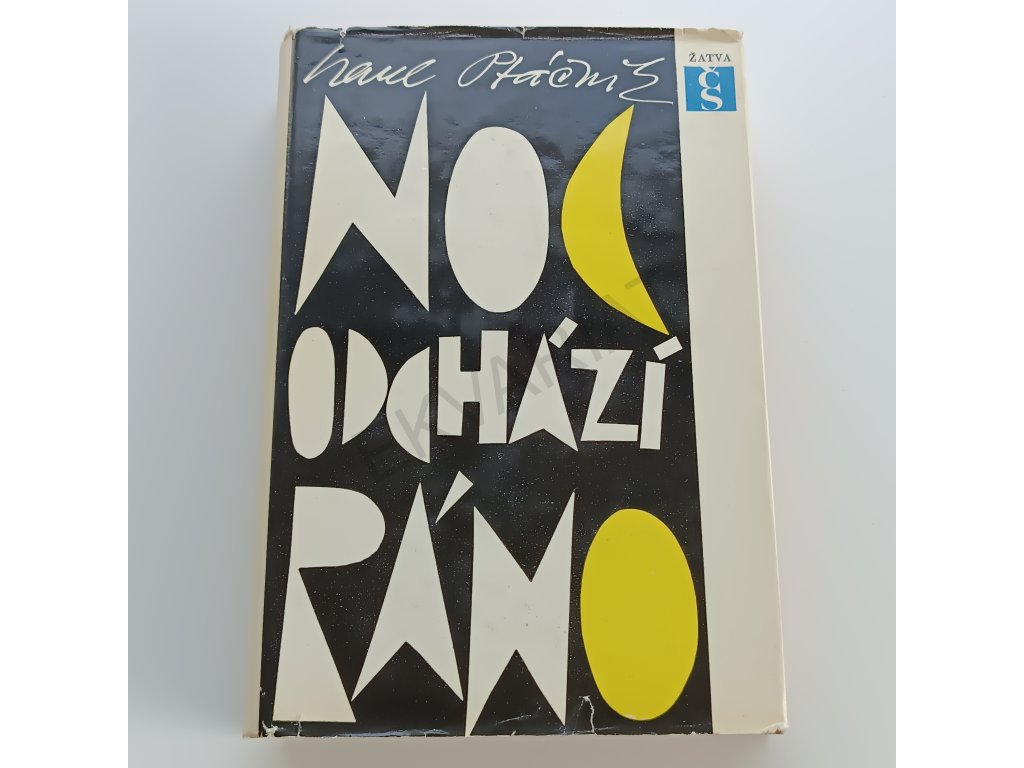 Karel Ptáčník
ŽATVA
ČS
NOC
ODCHÁZÍ
RÁNO